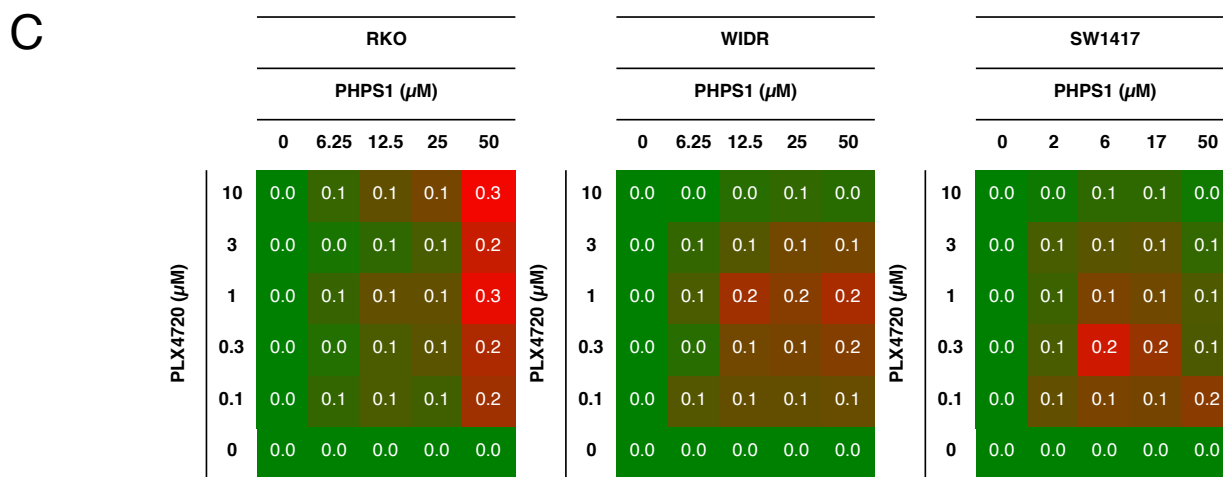 C
RKO WIDR SW1417
PHPS1 (µM) PHPS1 (µM) PHPS1 (µM)
0 6.25 12.5 25 50 0 6.25 12.5 25 50 0 2 6 17 50
10 0.0 0.1 0.1 0.1 0.3 10 0.0 0.0 0.0 0.1 0.0 10 0.0 0.0 0.1 0.1 0.0
3 0.0 0.0 0.1 0.1 0.2 3 0.0 0.1 0.1 0.1 0.1 3 0.0 0.1 0.1 0.1 0.1
PLX4720 (µM) PLX4720 (µM) PLX4720 (µM)
1 0.0 0.1 0.1 0.1 0.3 1 0.0 0.1 0.2 0.2 0.2 1 0.0 0.1 0.1 0.1 0.1
0.3 0.0 0.0 0.1 0.1 0.2 0.3 0.0 0.0 0.1 0.1 0.2 0.3 0.0 0.1 0.2 0.2 0.1
0.1 0.0 0.1 0.1 0.1 0.2 0.1 0.0 0.1 0.1 0.1 0.1 0.1 0.0 0.1 0.1 0.1 0.2
0 0.0 0.0 0.0 0.0 0.0 0 0.0 0.0 0.0 0.0 0.0 0 0.0 0.0 0.0 0.0 0.0